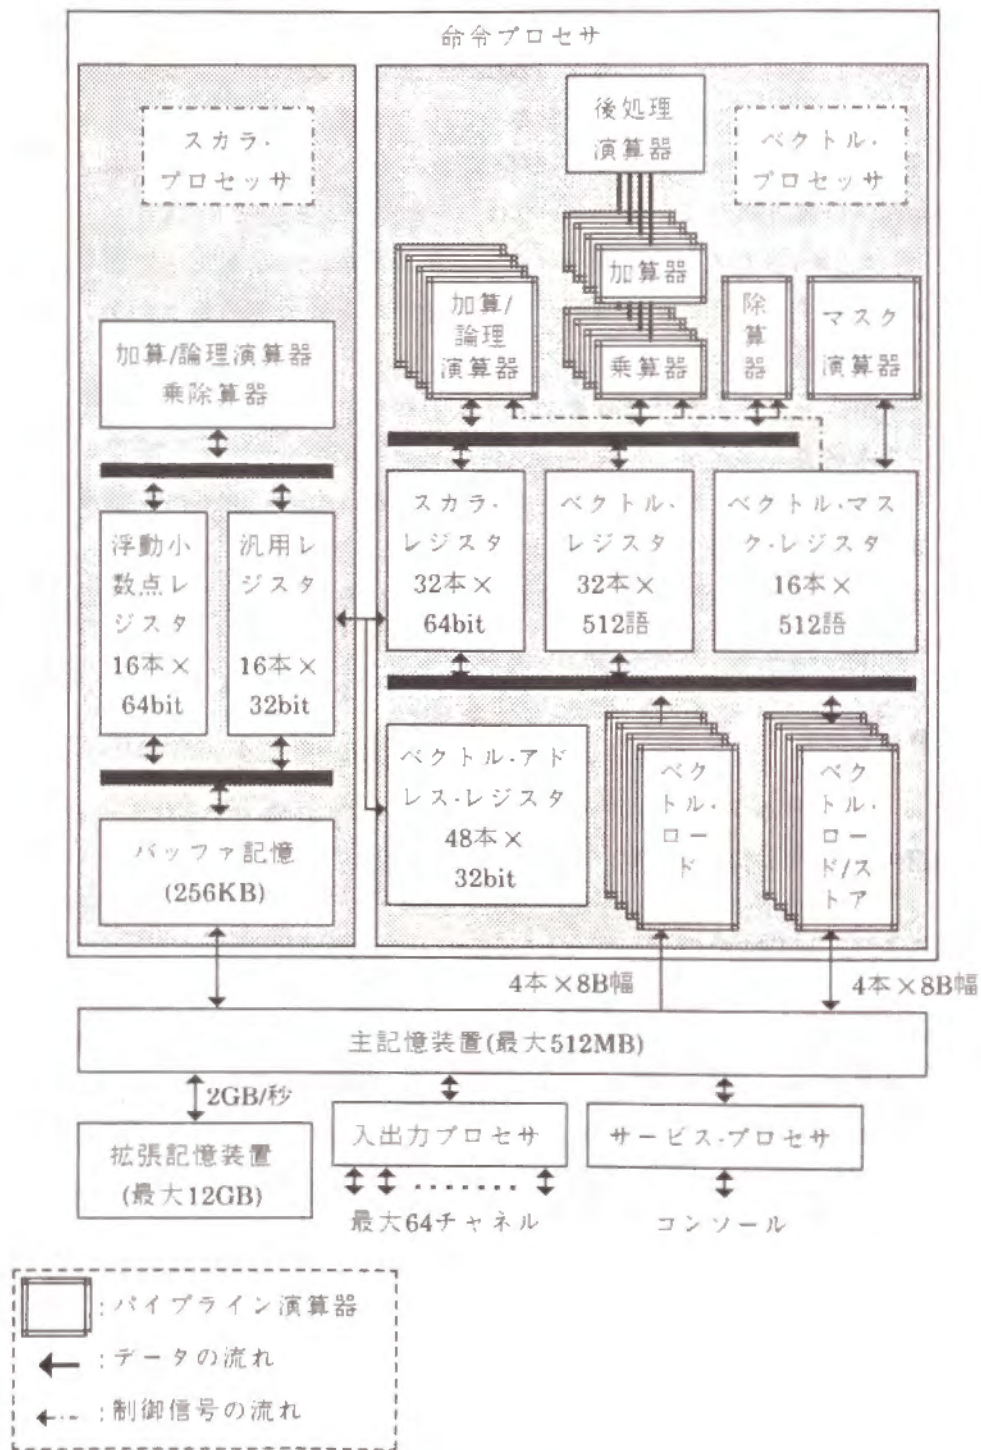 命令プロセサ
スカラ・
プロセッサ
後処理
演算器
ベクトル・
プロセッサ
加算/
論理
演算器
加算器
乗算器
除
算
器
マスク
演算器
加算/論理演算器
乗除算器
浮動小
数点レ
ジスタ
16本×
64bit
汎用レ
ジスタ
16本×
32bit
スカラ・
レジスタ
32本×
64bit
ベクトル・
レジスタ
32本×
512語
ベクトル・マス
ク・レジスタ
16本×
512語
バッファ記憶
(256KB)
ベクトル・アド
レス・レジスタ
48本×
32bit
ベク
トル・
ロー
ド
ベク
トル・
ロー
ド/ス
トア
4本×8B幅
4本×8B幅
主記憶装置(最大512MB)
2GB/秒
拡張記憶装置
(最大12GB)
入出力プロセサ
サービス・プロセサ
最大64チャネル
コンソール
:パイプライン演算器
:データの流れ
:制御信号の流れ